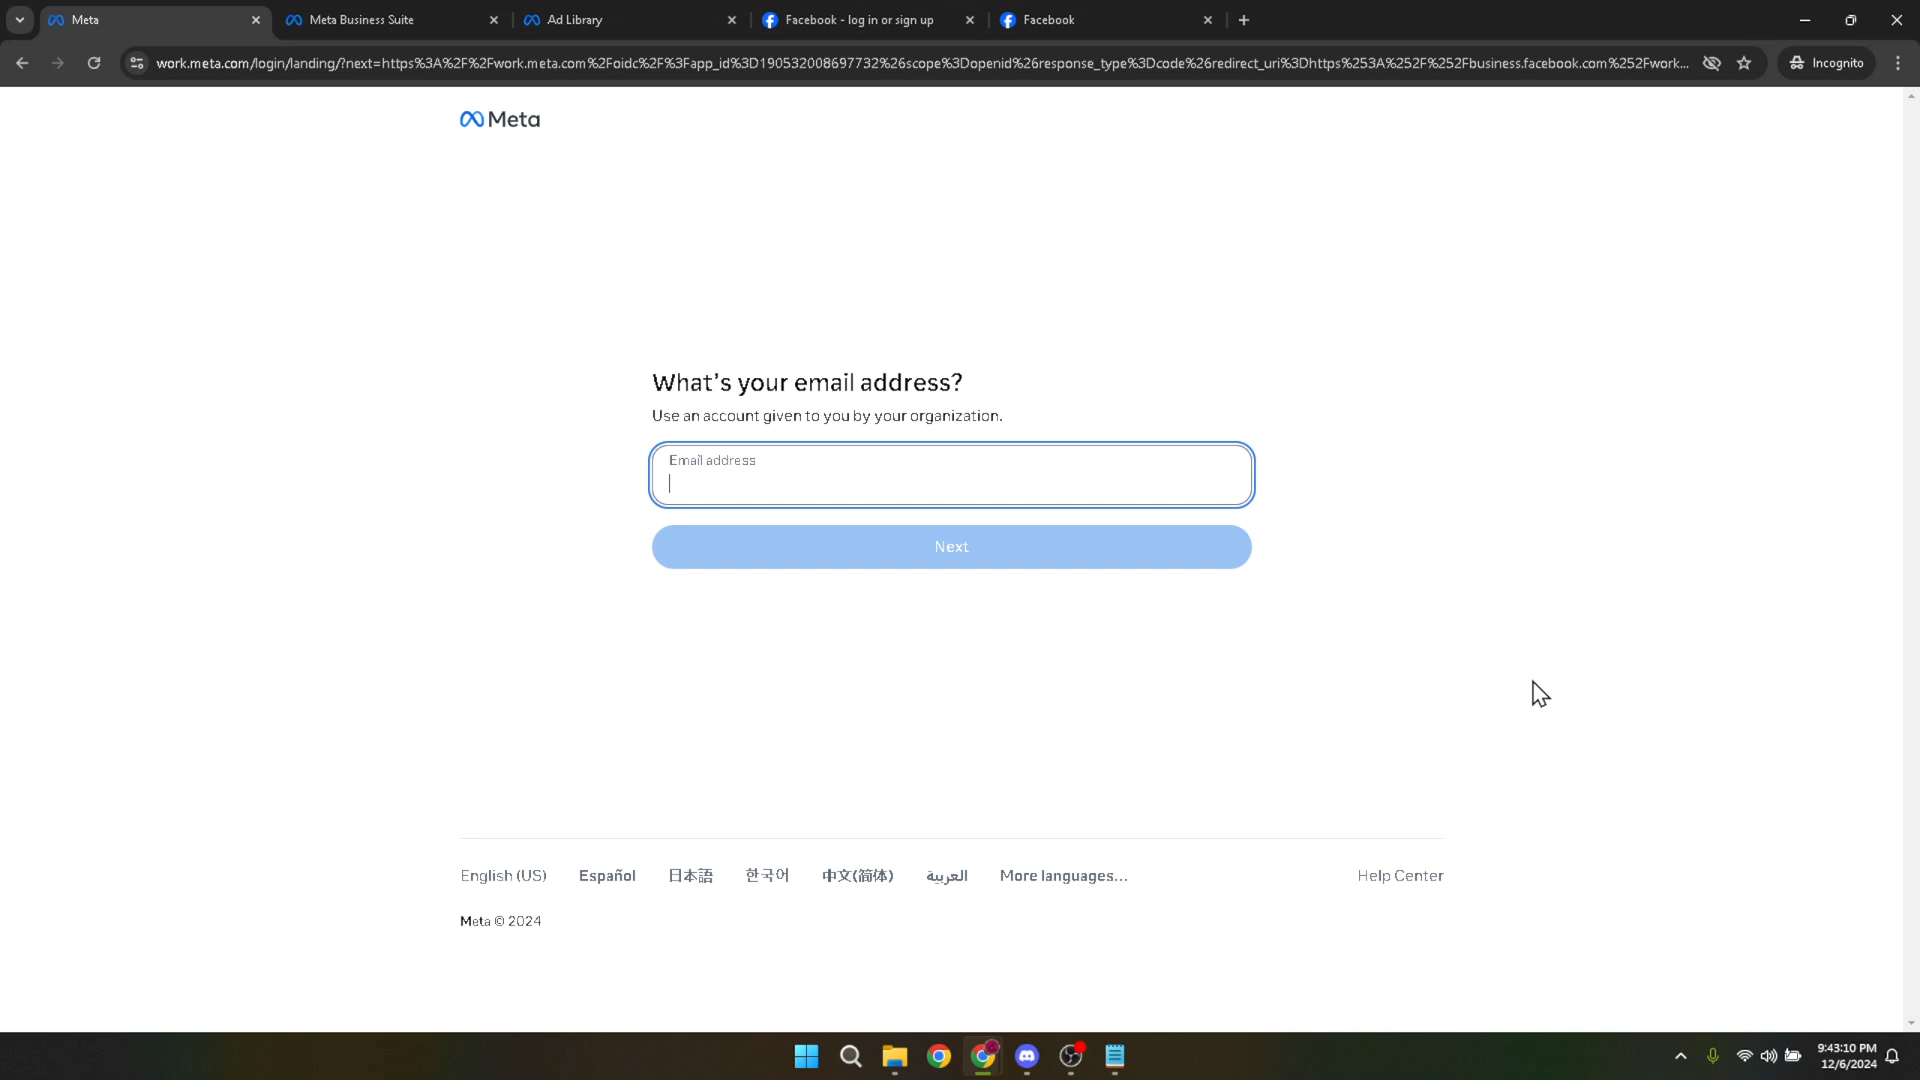 Meta
Meta Business Suite
Ad Library
Facebook - log in or sign up
Facebook
work.meta.com/login/landing/?next=https%3A%2F%2Fwork.meta.com%2Foidc%2F%3Fapp_id%3D190532008697732%26scope%3Dopenid%26response_type%3Dcode%26redirect_uri%3Dhttps%253A%252F%252Fbusiness.facebook.com%252Fwork...
Incognito
Meta
What's your email address?
Use an account given to you by your organization.
Email address
Next
English (US) Español 日本語 한국어 中文(简体) العربية More languages... Help Center
Meta © 2024
9:43:10 PM
12/6/2024